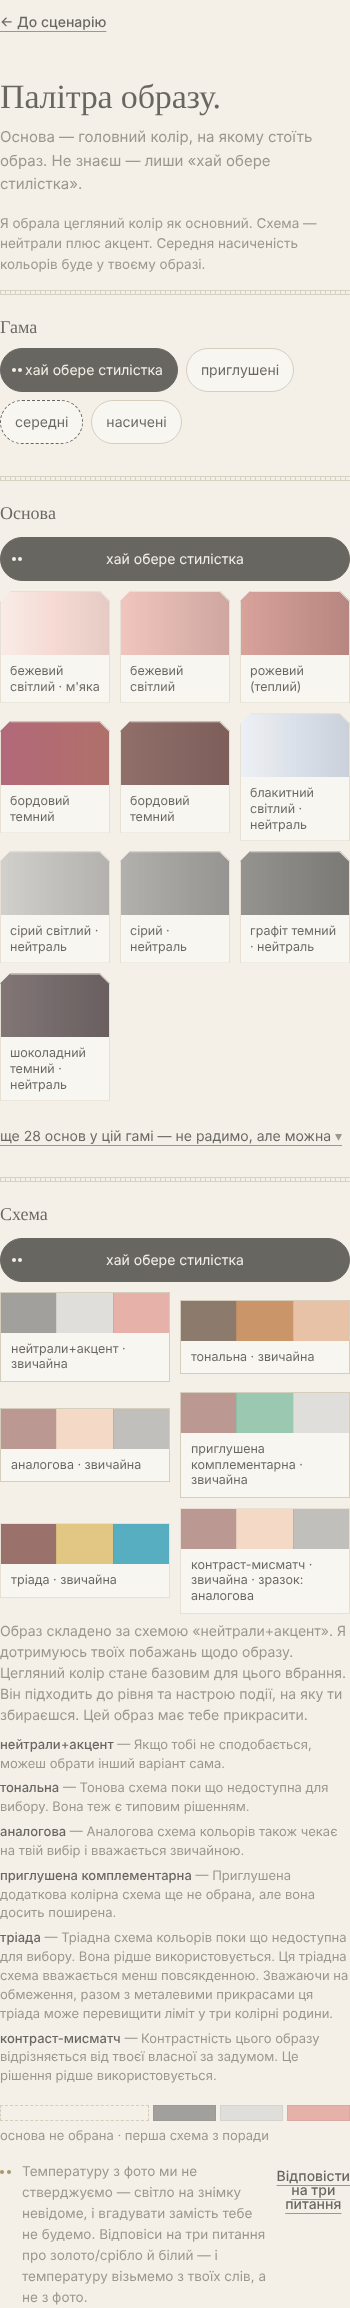 ← До сценарію
Палітра образу.
Основа — головний колір, на якому стоїть
образ. Не знаєш — лиши «хай обере
стилістка».
Я обрала цегляний колір як основний. Схема —
нейтрали плюс акцент. Середня насиченість
кольорів буде у твоєму образі.
Гама
хай обере стилістка
приглушені
середні
насичені
Основа
хай обере стилістка
бежевий
світлий · м'яка
бежевий
світлий
рожевий
(теплий)
бордовий
темний
бордовий
темний
блакитний
світлий ·
нейтраль
сірий світлий ·
нейтраль
сірий ·
нейтраль
графіт темний
· нейтраль
шоколадний
темний ·
нейтраль
ще 28 основ у цій гамі — не радимо, але можна ▾
Схема
хай обере стилістка
нейтрали+акцент ·
звичайна
тональна · звичайна
аналогова · звичайна
приглушена
комплементарна ·
звичайна
тріада · звичайна
контраст-мисматч ·
звичайна · зразок:
аналогова
Образ складено за схемою «нейтрали+акцент». Я
дотримуюсь твоїх побажань щодо образу.
Цегляний колір стане базовим для цього вбрання.
Він підходить до рівня та настрою події, на яку ти
збираєшся. Цей образ має тебе прикрасити.
нейтрали+акцент — Якщо тобі не сподобається,
можеш обрати інший варіант сама.
тональна — Тонова схема поки що недоступна для
вибору. Вона теж є типовим рішенням.
аналогова — Аналогова схема кольорів також чекає
на твій вибір і вважається звичайною.
приглушена комплементарна — Приглушена
додаткова колірна схема ще не обрана, але вона
досить поширена.
тріада — Тріадна схема кольорів поки що недоступна
для вибору. Вона рідше використовується. Ця тріадна
схема вважається менш повсякденною. Зважаючи на
обмеження, разом з металевими прикрасами ця
тріада може перевищити ліміт у три колірні родини.
контраст-мисматч — Контрастність цього образу
відрізняється від твоєї власної за задумом. Це
рішення рідше використовується.
основа не обрана · перша схема з поради
Температуру з фото ми не
стверджуємо — світло на знімку
невідоме, і вгадувати замість тебе
не будемо. Відповіси на три питання
про золото/срібло й білий — і
температуру візьмемо з твоїх слів, а
не з фото.
Відповісти
на три
питання